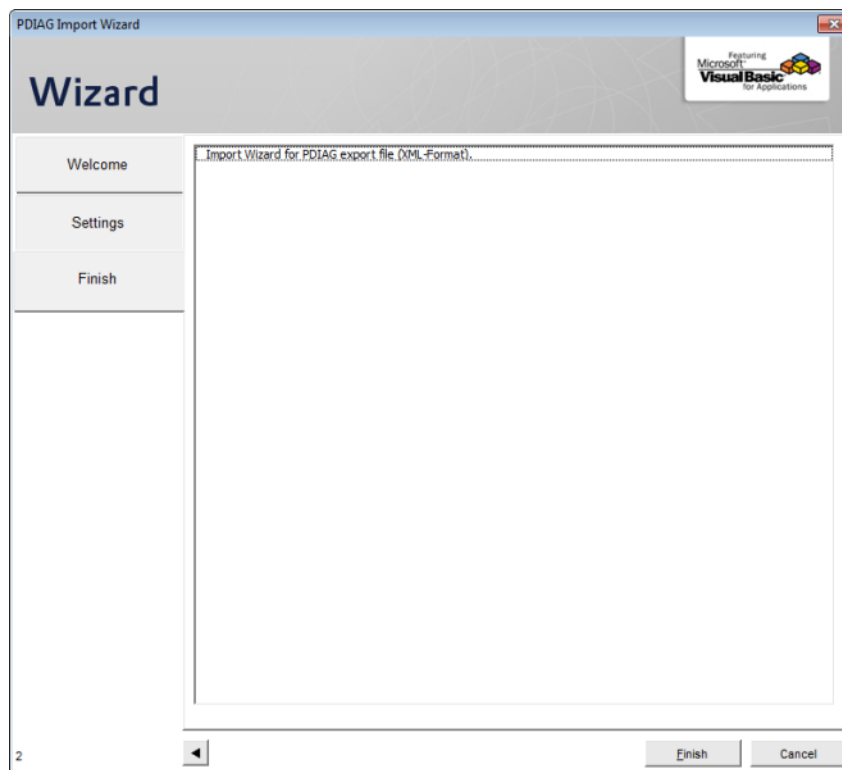 PDIAG Import Wizard
Wizard
Featuring
Microsoft®
Visual Basic
for Applications
Welcome
Settings
Finish
Import Wizard for PDIAG export file (XML-Format).
2
Finish
Cancel